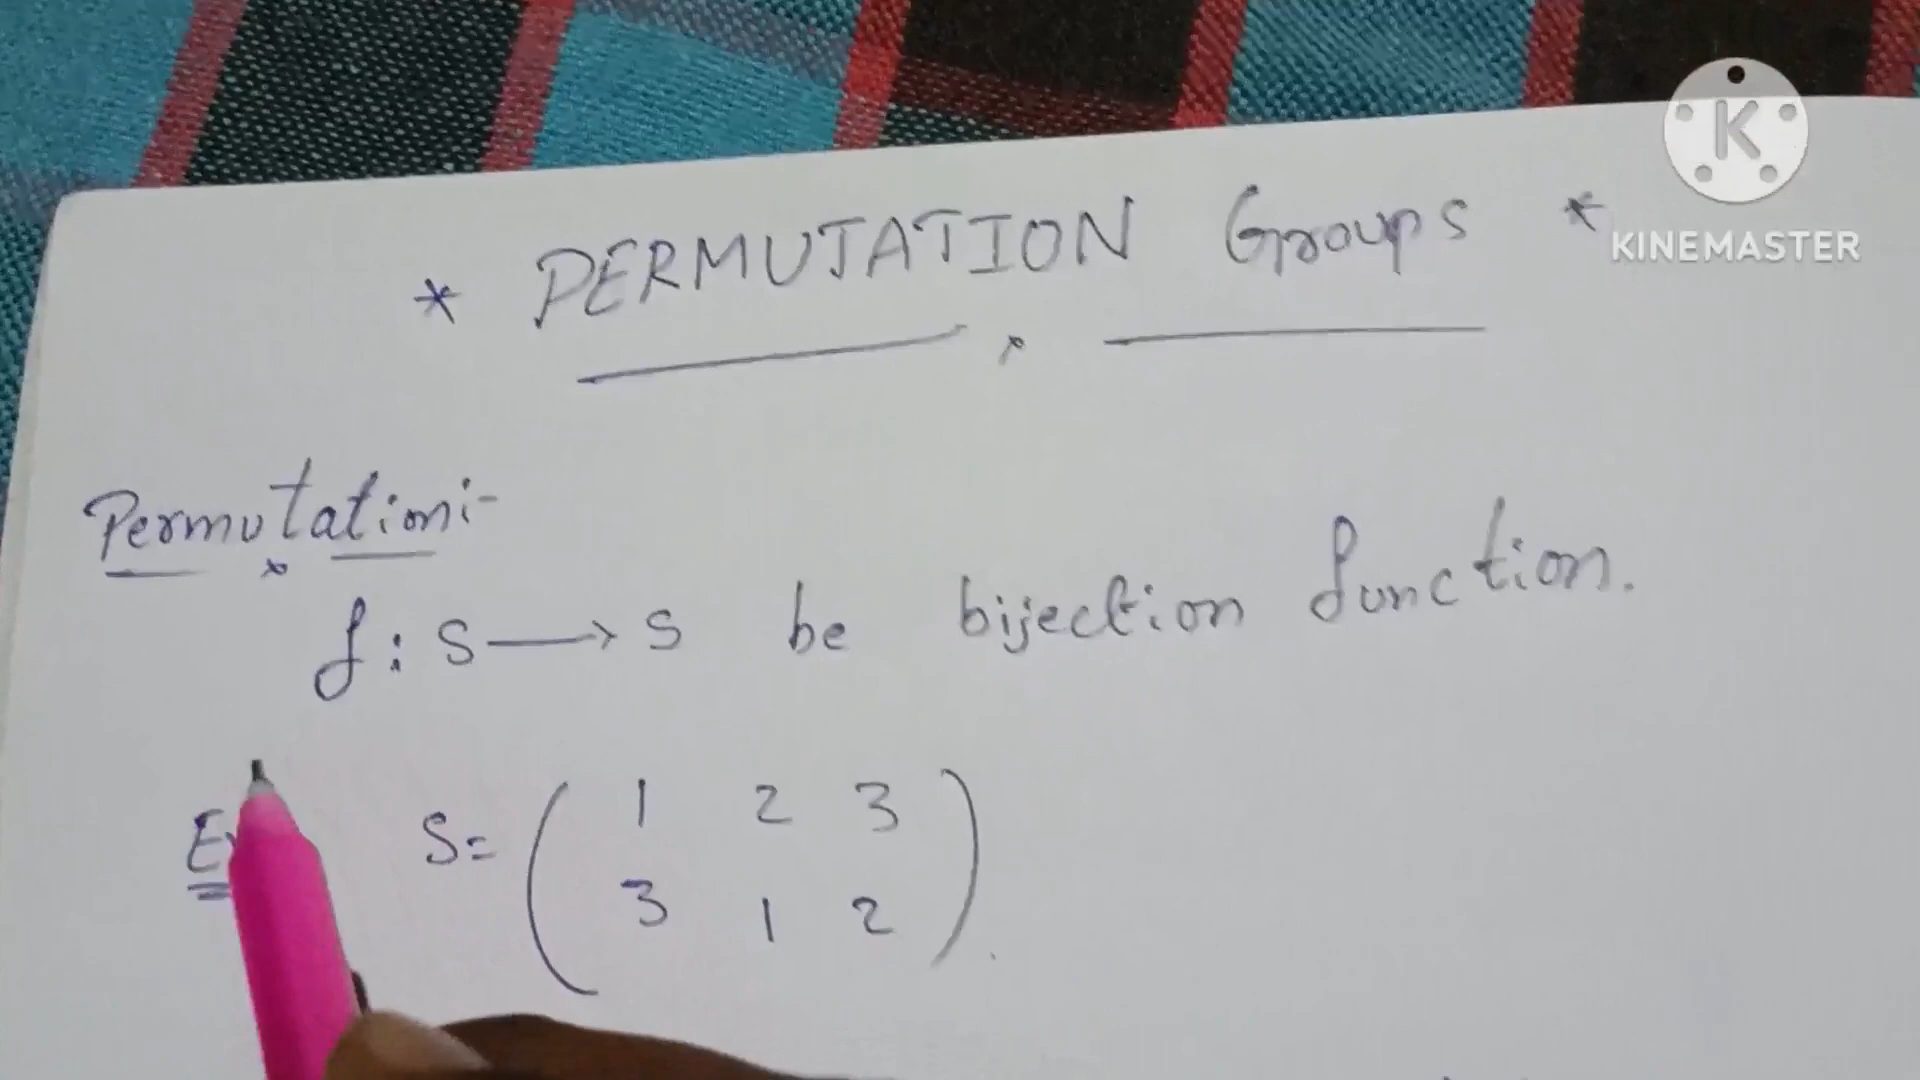 * PERMUTATION Groups *
K
KINEMASTER
Permutation:-
f : S → S be bijection function.
S = ( 1 2 3
3 1 2 ).